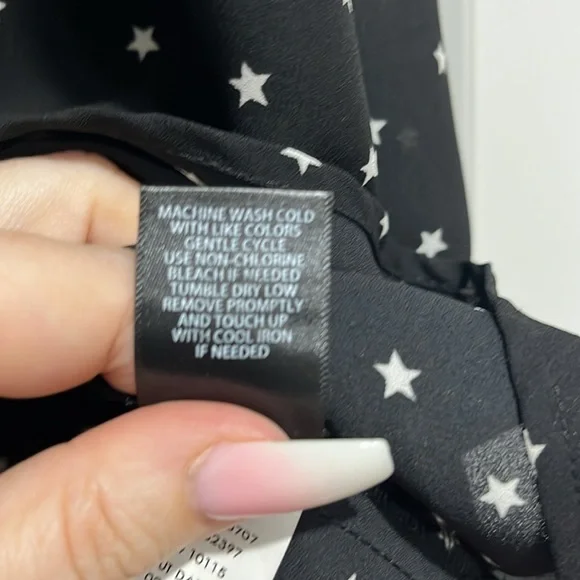 MACHINE WASH COLD
WITH LIKE COLORS
GENTLE CYCLE
USE NON-CHLORINE
BLEACH IF NEEDED
TUMBLE DRY LOW
REMOVE PROMPTLY
AND TOUCH UP
WITH COOL IRON
IF NEEDED
10115